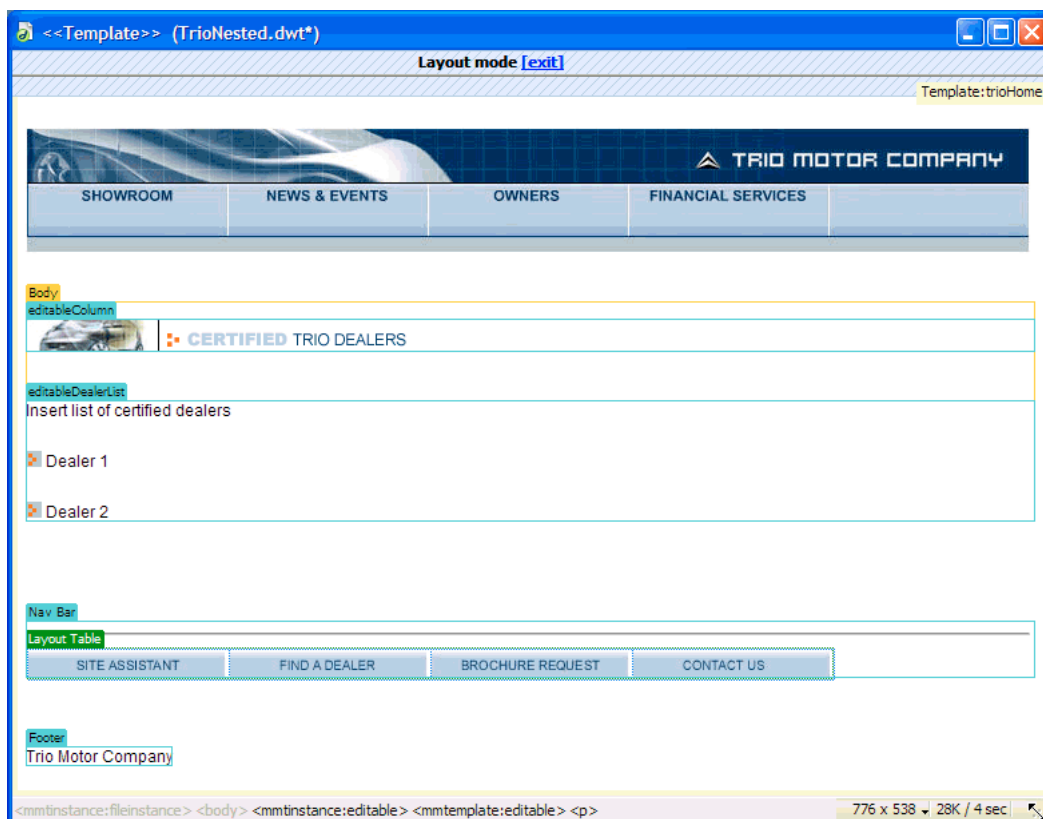 <<Template>> (TrioNested.dwt*)
Layout mode [exit]
Template:trioHome
TRIO MOTOR COMPANY
SHOWROOM NEWS & EVENTS OWNERS FINANCIAL SERVICES
Body
editableColumn
CERTIFIED TRIO DEALERS
editableDealerList
Insert list of certified dealers
Dealer 1
Dealer 2
Nav Bar
Layout Table
SITE ASSISTANT FIND A DEALER BROCHURE REQUEST CONTACT US
Footer
Trio Motor Company
<mmtinstance:fileinstance> <body> <mmtinstance:editable> <mmtemplate:editable> <p> 776 x 538 28K / 4 sec